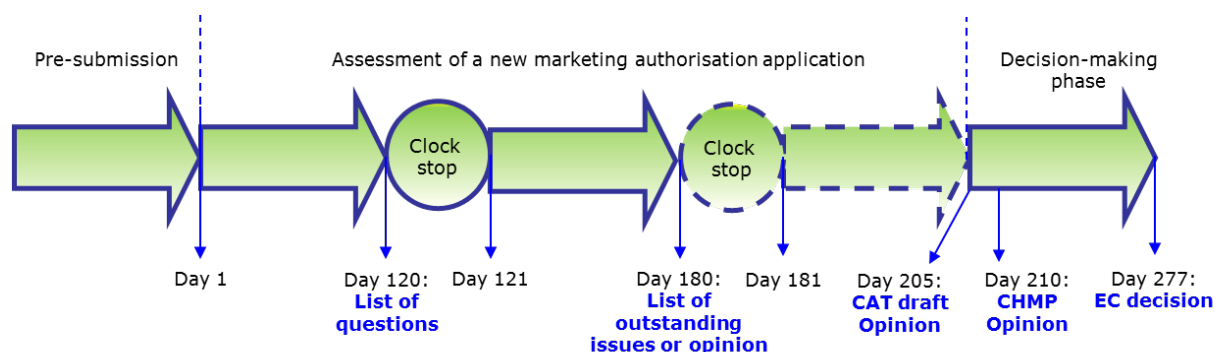 Pre-submission
Assessment of a new marketing authorisation application
Decision-making
phase
Clock
stop
Clock
stop
Day 1
Day 120:
List of
questions
Day 121
Day 180:
List of
outstanding
issues or opinion
Day 181
Day 205:
CAT draft
Opinion
Day 210:
CHMP
Opinion
Day 277:
EC decision